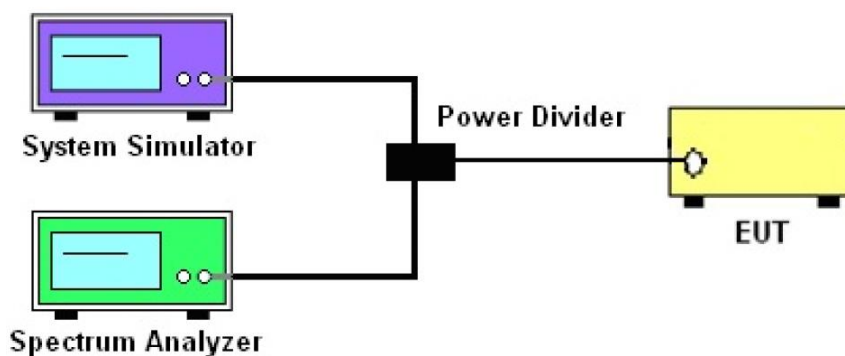 System Simulator
Power Divider
EUT
Spectrum Analyzer